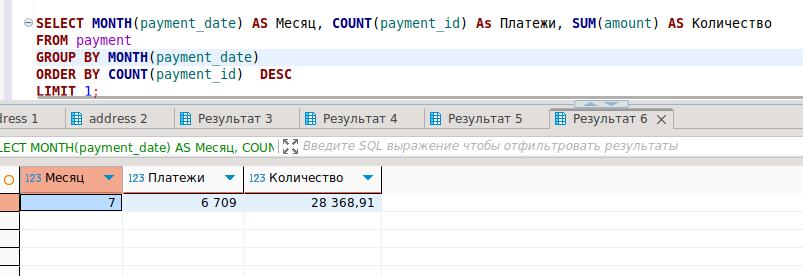 SELECT MONTH(payment_date) AS Месяц, COUNT(payment_id) As Платежи, SUM(amount) AS Количество
FROM payment
GROUP BY MONTH(payment_date)
ORDER BY COUNT(payment_id)  DESC
LIMIT 1;
dress 1 address 2 Результат 3 Результат 4 Результат 5 Результат 6
LECT MONTH(payment_date) AS Месяц, COUN Введите SQL выражение чтобы отфильтровать результаты
123 Месяц 123 Платежи 123 Количество
7 6 709 28 368,91